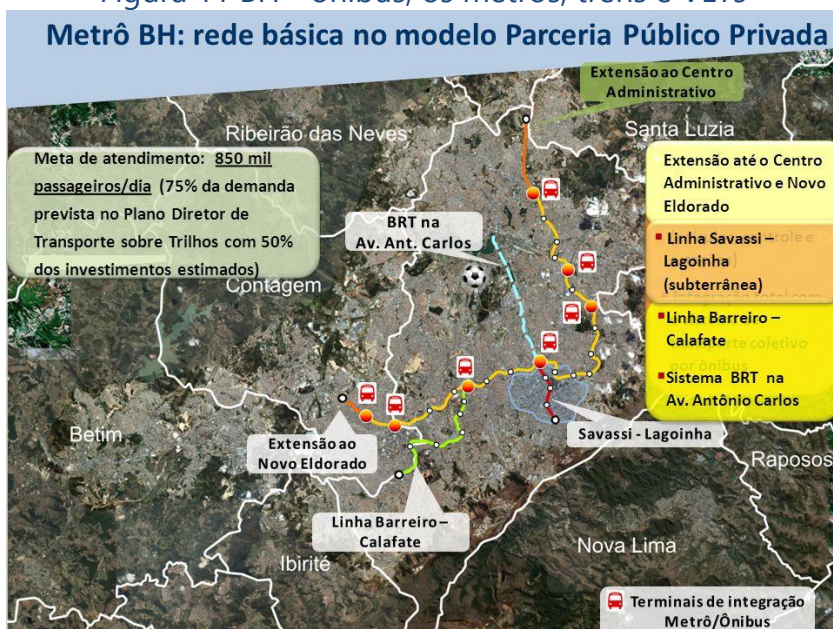 Metrô BH: rede básica no modelo Parceria Público Privada
Extensão ao Centro
Administrativo
Ribeirão das Neves
Santa Luzia
Meta de atendimento: 850 mil
passageiros/dia (75% da demanda
prevista no Plano Diretor de
Transporte sobre Trilhos com 50%
dos investimentos estimados)
Extensão até o Centro
Administrativo e Novo
Eldorado
BRT na
Av. Ant. Carlos
▪ Linha Savassi –
Lagoinha
(subterrânea)
Contagem
▪ Linha Barreiro –
Calafate
▪ Sistema BRT na
Av. Antônio Carlos
por ônibus
Betim
Extensão ao
Novo Eldorado
Savassi - Lagoinha
Raposos
Linha Barreiro –
Calafate
Ibirité
Nova Lima
Terminais de integração
Metrô/Ônibus